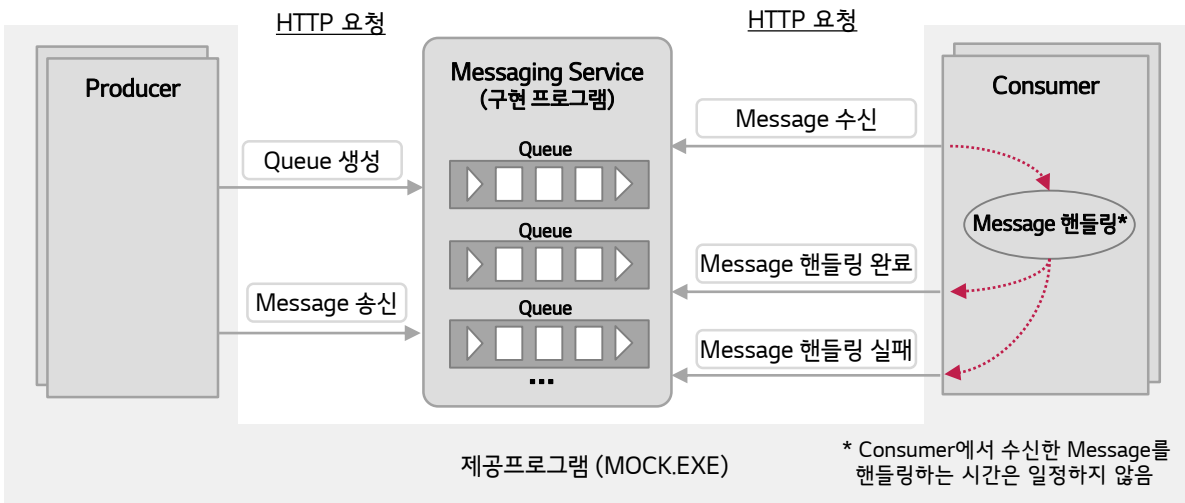 HTTP 요청
HTTP 요청
Producer
Messaging Service
(구현 프로그램)
Consumer
Message 수신
Queue 생성
Queue
Message 핸들링*
Queue
Message 핸들링 완료
Message 송신
Queue
Message 핸들링 실패
...
제공프로그램 (MOCK.EXE)
* Consumer에서 수신한 Message를
핸들링하는 시간은 일정하지 않음